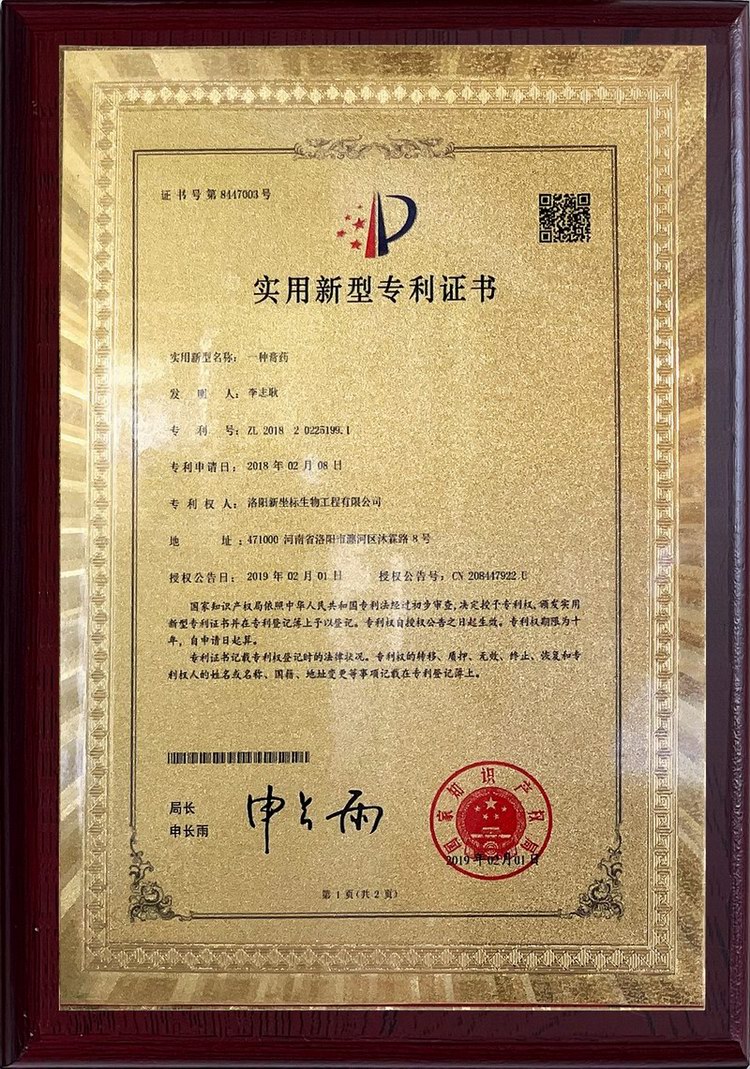 证书号第8447003号
实用新型专利证书
实用新型名称：一种膏药
发 明 人：李志耿
专 利 号：ZL 2018 2 0225199.1
专利申请日：2018年02月08日
专 利 权 人：洛阳新坐标生物工程有限公司
地 址：471000 河南省洛阳市瀍河区沐霖路8号
授权公告日：2019年02月01日 授权公告号：CN 208447922 U
国家知识产权局依照中华人民共和国专利法经过初步审查，决定授予专利权，颁发实用
新型专利证书并在专利登记簿上予以登记。专利权自授权公告之日起生效。专利权期限为十
年，自申请日起算。
专利证书记载专利权登记时的法律状况。专利权的转移、质押、无效、终止、恢复和专
利权人的姓名或名称、国籍、地址变更等事项记载在专利登记簿上。
局长
申长雨
申长雨
国家知识产权局
2019年02月01日
第1页(共2页)